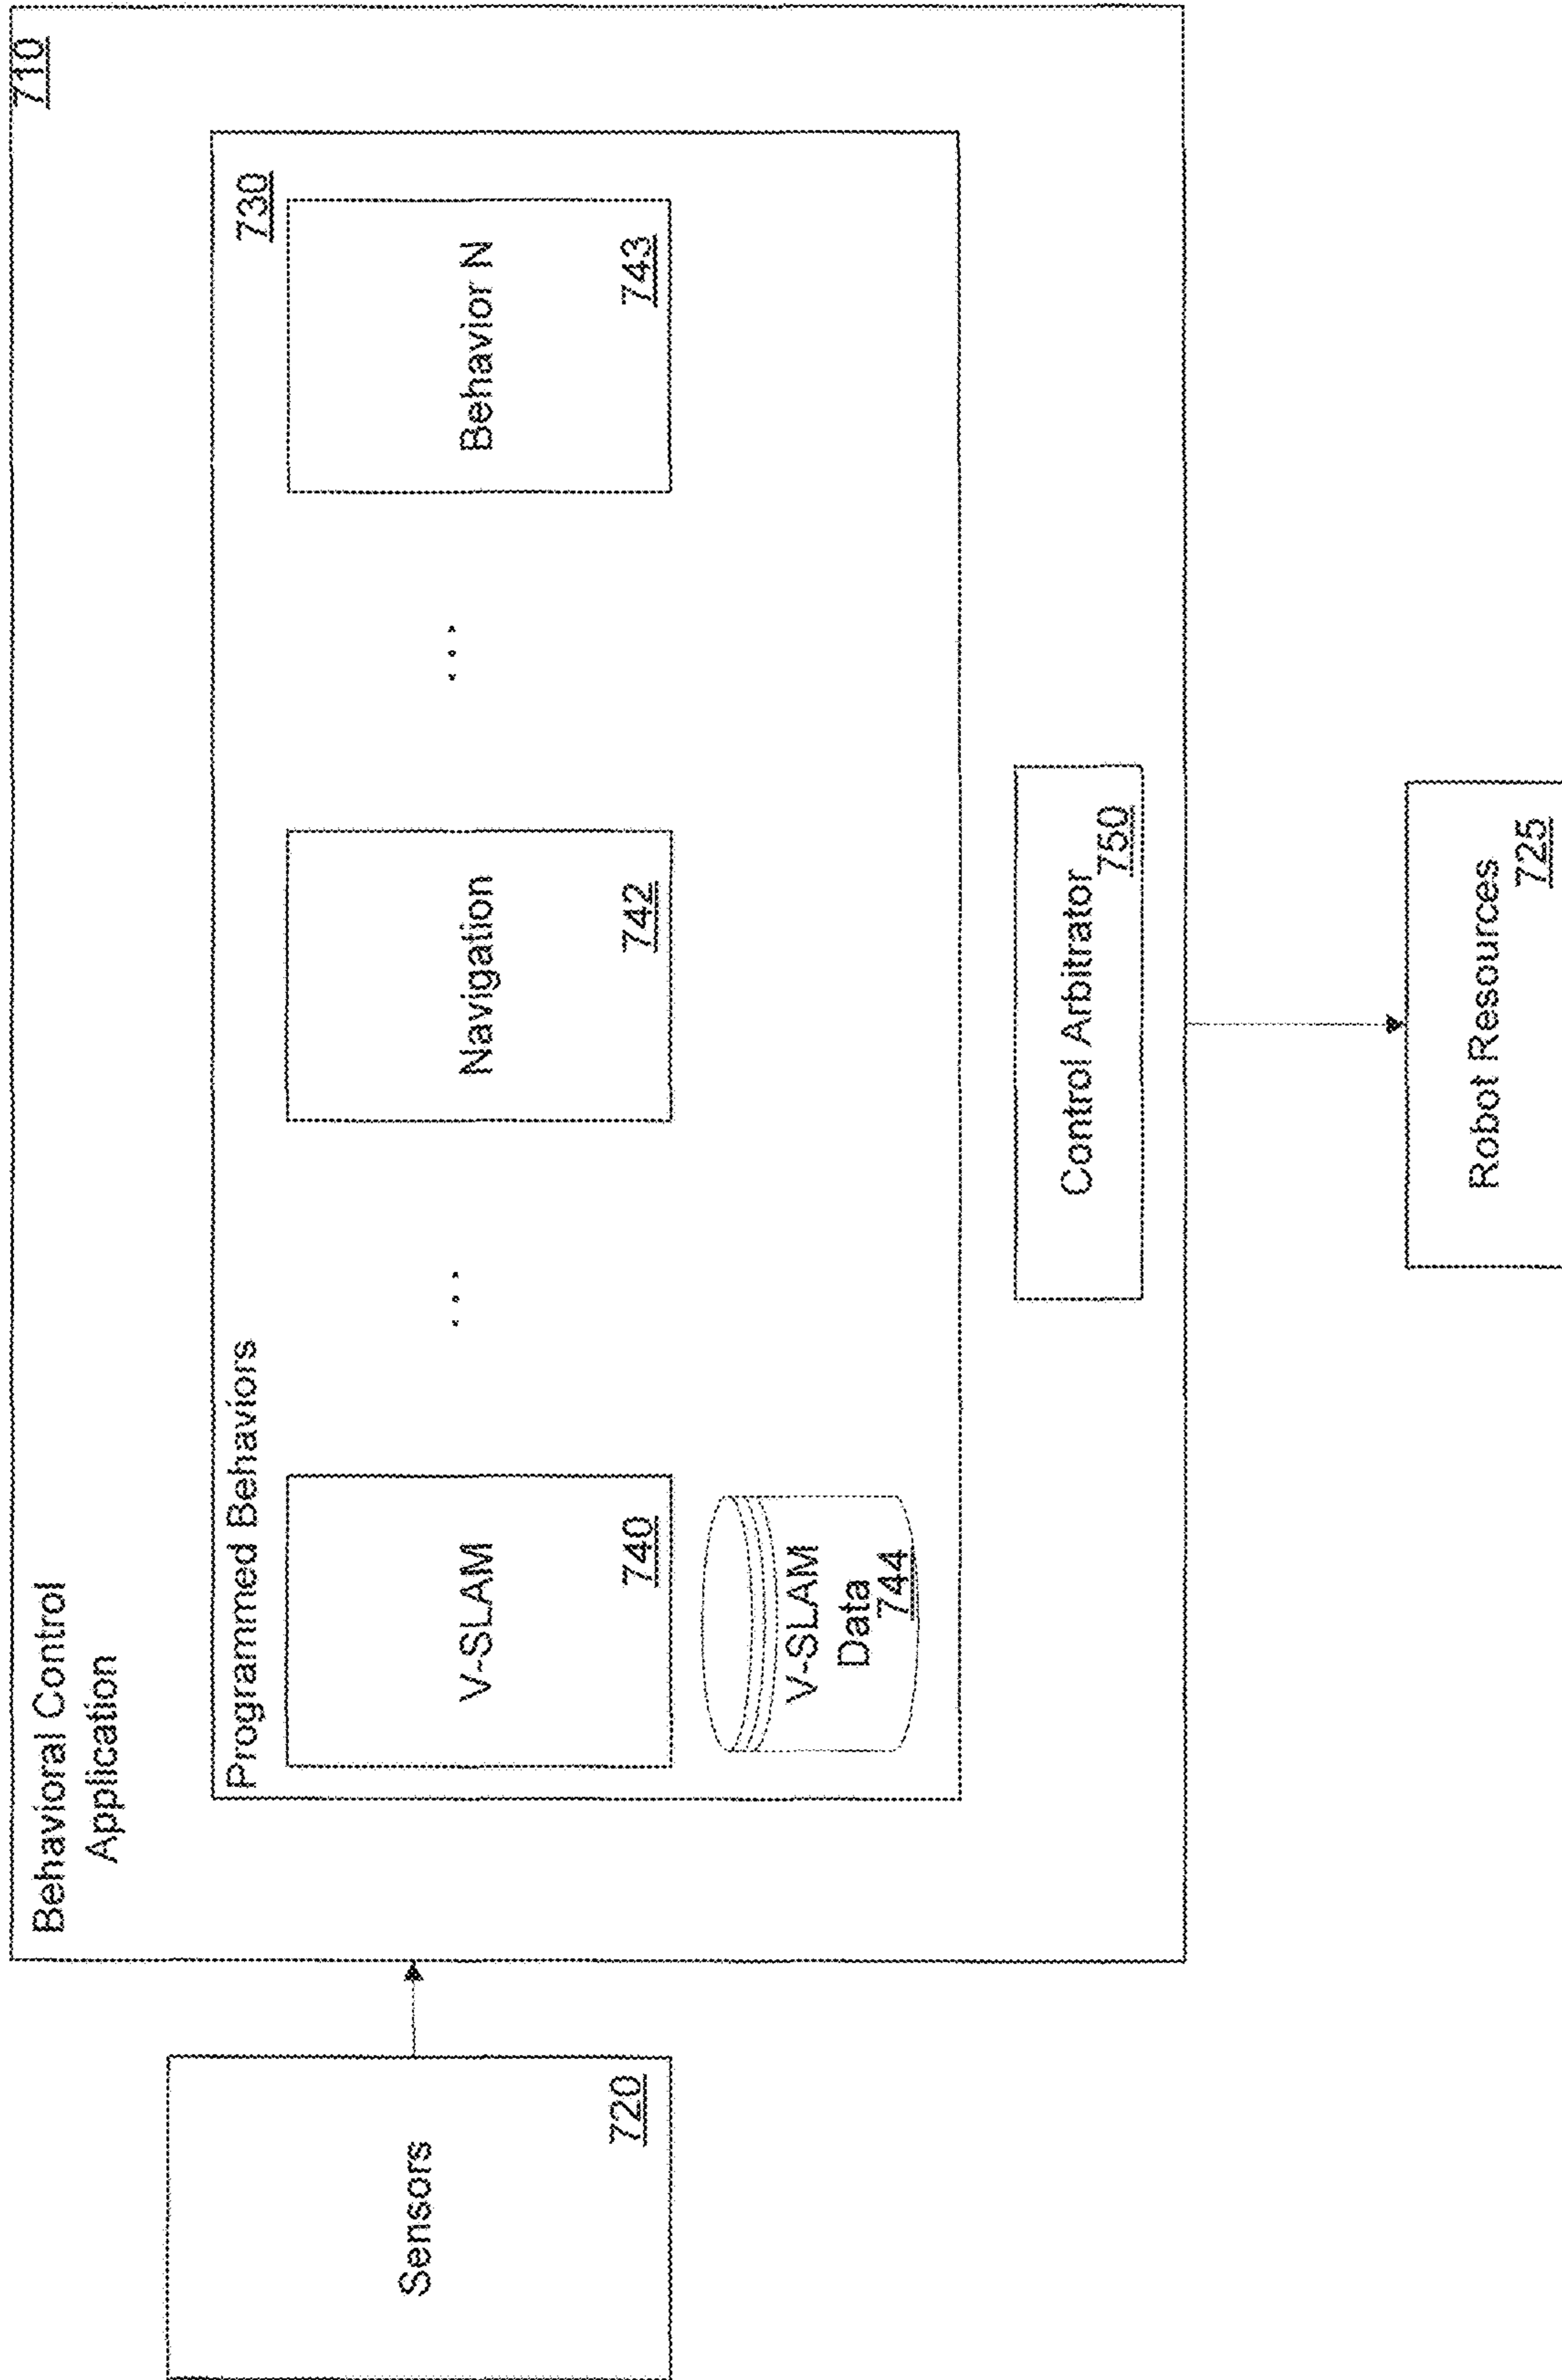 Behavioral Control
Application
710
Programmed Behaviors
730
Sensors
720
V-SLAM
740
...
Navigation
742
...
Behavior N
743
V-SLAM
Data
744
Control Arbitrator
750
Robot Resources
725